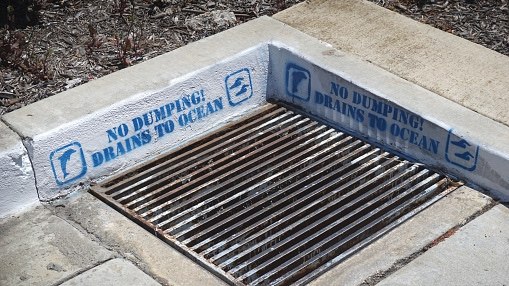 NO DUMPING!
DRAINS TO OCEAN
NO DUMPING!
DRAINS TO OCEAN